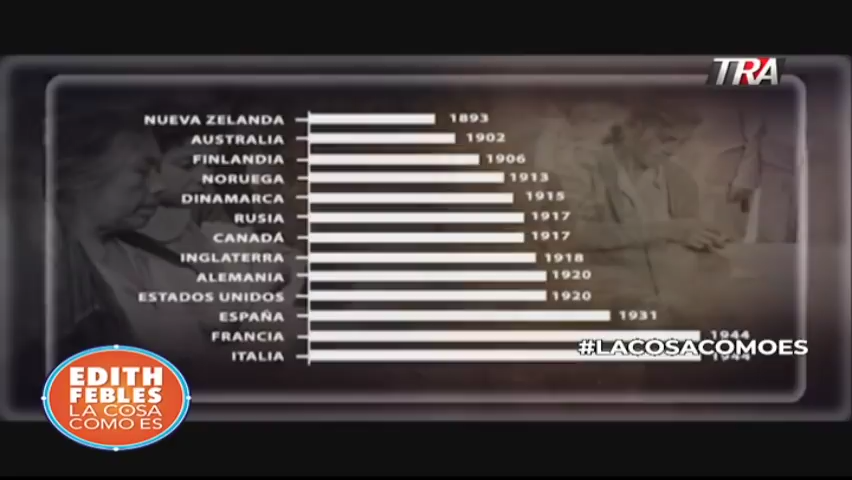 TRA
NUEVA ZELANDA 1893
AUSTRALIA 1902
FINLANDIA 1906
NORUEGA 1913
DINAMARCA 1915
RUSIA 1917
CANADÁ 1917
INGLATERRA 1918
ALEMANIA 1920
ESTADOS UNIDOS 1920
ESPAÑA 1931
FRANCIA 1944
#LACOSACOMOES
ITALIA 1944
EDITH
FEBLES
LA COSA
COMO ES